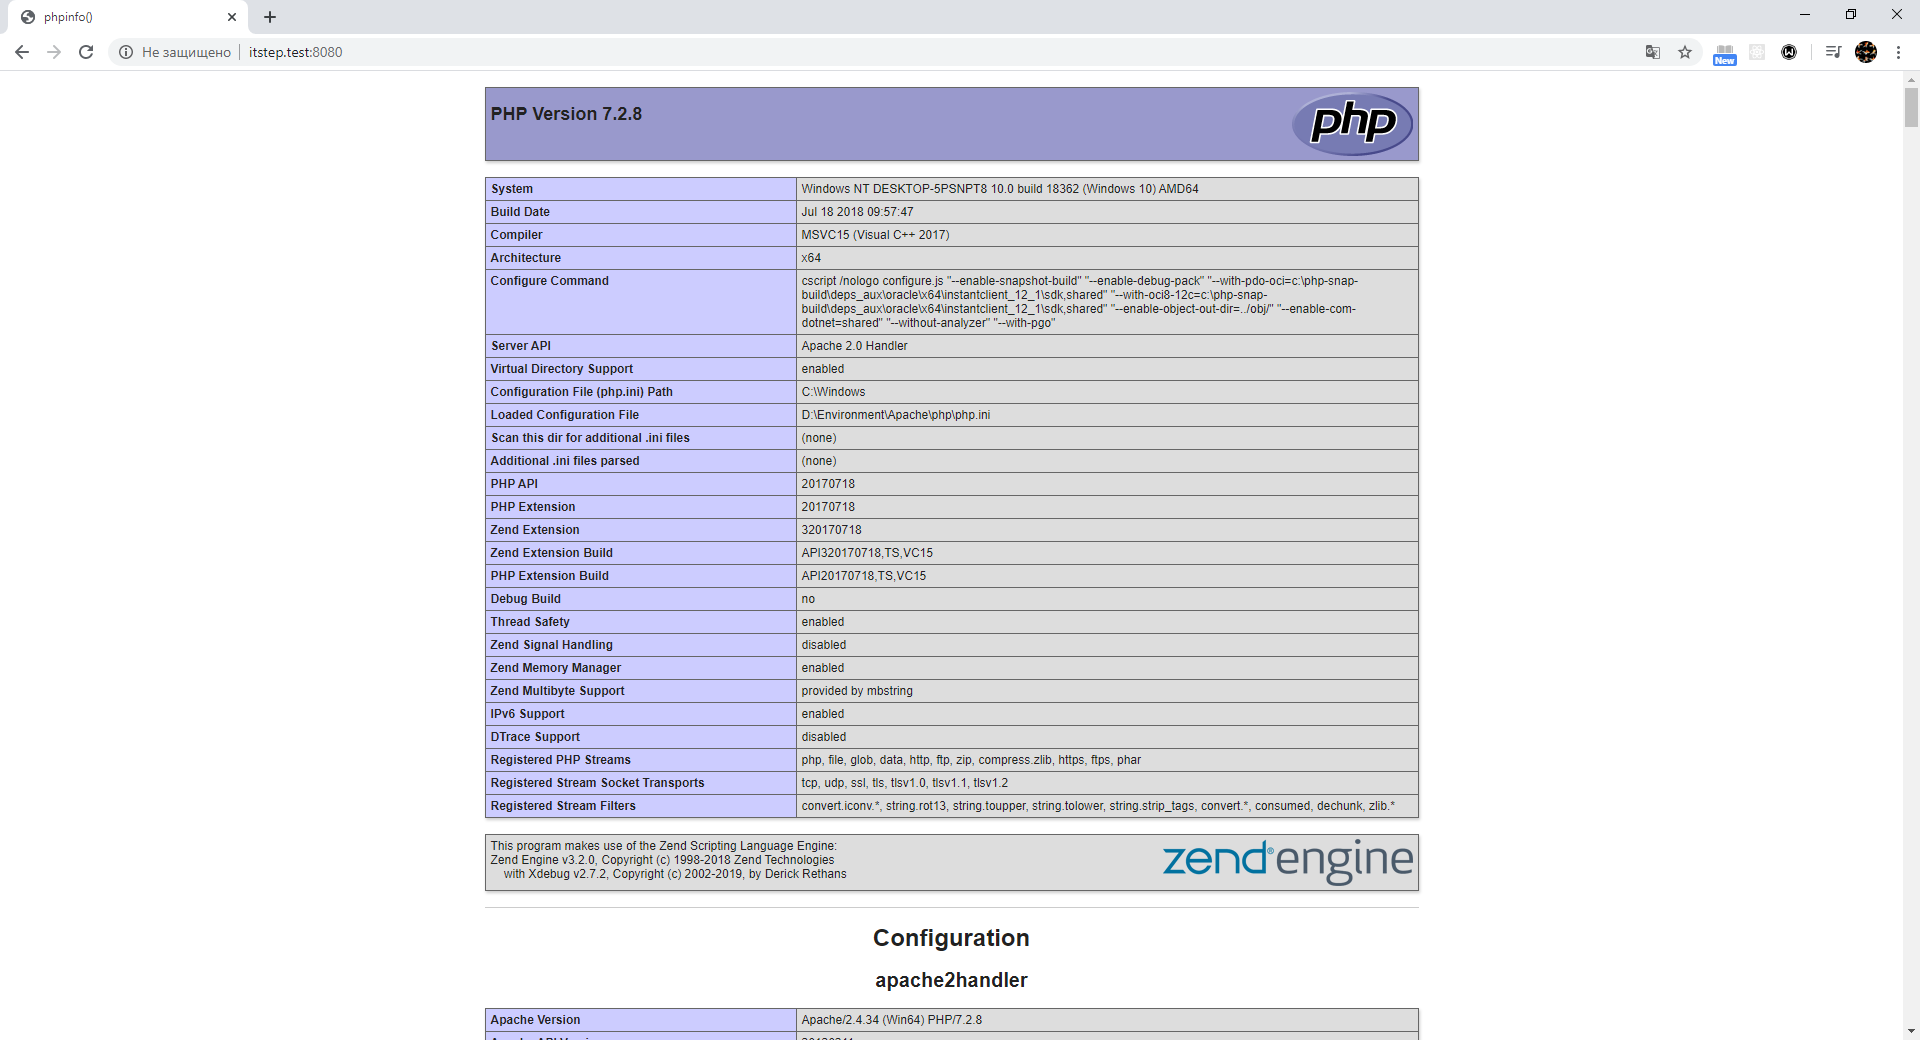 phpinfo()
Не защищено itstep.test:8080
New
PHP Version 7.2.8
php
System Windows NT DESKTOP-5PSNPT8 10.0 build 18362 (Windows 10) AMD64
Build Date Jul 18 2018 09:57:47
Compiler MSVC15 (Visual C++ 2017)
Architecture x64
Configure Command cscript /nologo configure.js "--enable-snapshot-build" "--enable-debug-pack" "--with-pdo-oci=c:\php-snap-
build\deps_aux\oracle\x64\instantclient_12_1\sdk,shared" "--with-oci8-12c=c:\php-snap-
build\deps_aux\oracle\x64\instantclient_12_1\sdk,shared" "--enable-object-out-dir=../obj/" "--enable-com-
dotnet=shared" "--without-analyzer" "--with-pgo"
Server API Apache 2.0 Handler
Virtual Directory Support enabled
Configuration File (php.ini) Path C:\Windows
Loaded Configuration File D:\Environment\Apache\php\php.ini
Scan this dir for additional .ini files (none)
Additional .ini files parsed (none)
PHP API 20170718
PHP Extension 20170718
Zend Extension 320170718
Zend Extension Build API320170718,TS,VC15
PHP Extension Build API20170718,TS,VC15
Debug Build no
Thread Safety enabled
Zend Signal Handling disabled
Zend Memory Manager enabled
Zend Multibyte Support provided by mbstring
IPv6 Support enabled
DTrace Support disabled
Registered PHP Streams php, file, glob, data, http, ftp, zip, compress.zlib, https, ftps, phar
Registered Stream Socket Transports tcp, udp, ssl, tls, tlsv1.0, tlsv1.1, tlsv1.2
Registered Stream Filters convert.iconv.*, string.rot13, string.toupper, string.tolower, string.strip_tags, convert.*, consumed, dechunk, zlib.*
This program makes use of the Zend Scripting Language Engine:
Zend Engine v3.2.0, Copyright (c) 1998-2018 Zend Technologies
with Xdebug v2.7.2, Copyright (c) 2002-2019, by Derick Rethans
zend®engine
Configuration
apache2handler
Apache Version Apache/2.4.34 (Win64) PHP/7.2.8